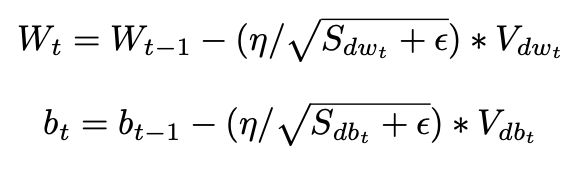 W_t = W_{t-1} - (η/√(S_{dw_t} + ϵ)) * V_{dw_t}
b_t = b_{t-1} - (η/√(S_{db_t} + ϵ)) * V_{db_t}